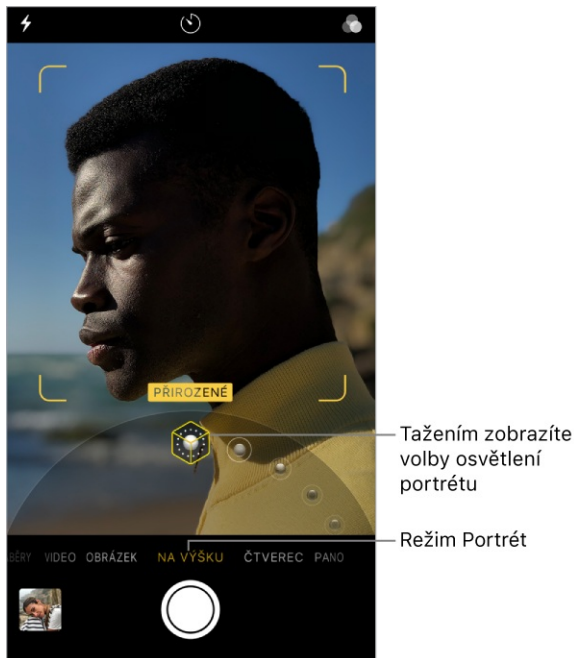 PŘIROZENÉ
Tažením zobrazíte
volby osvětlení
portrétu
BĚRY VIDEO OBRÁZEK NA VÝŠKU ČTVEREC PANO
Režim Portrét